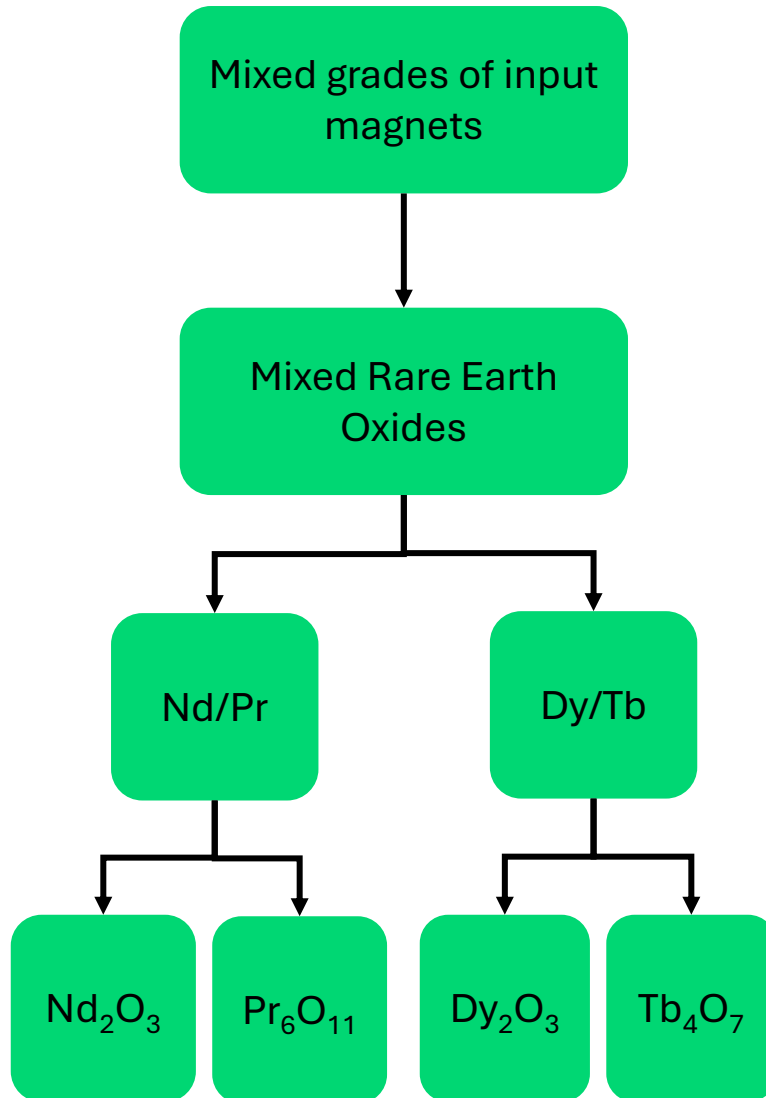 Mixed grades of input
magnets
Mixed Rare Earth
Oxides
Nd/Pr
Dy/Tb
Nd₂O₃
Pr₆O₁₁
Dy₂O₃
Tb₄O₇